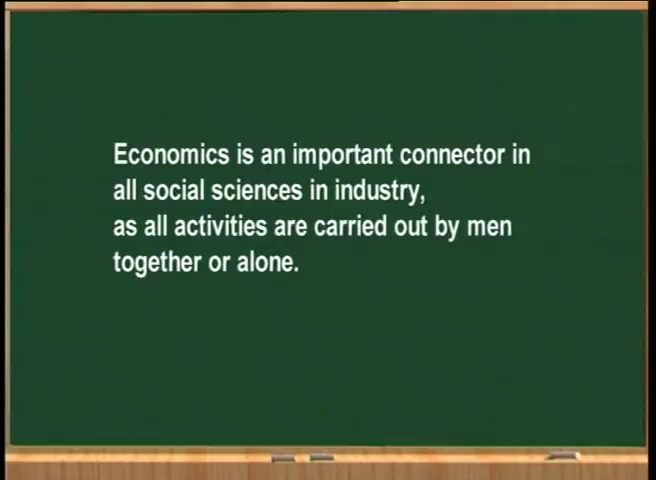 Economics is an important connector in
all social sciences in industry,
as all activities are carried out by men
together or alone.